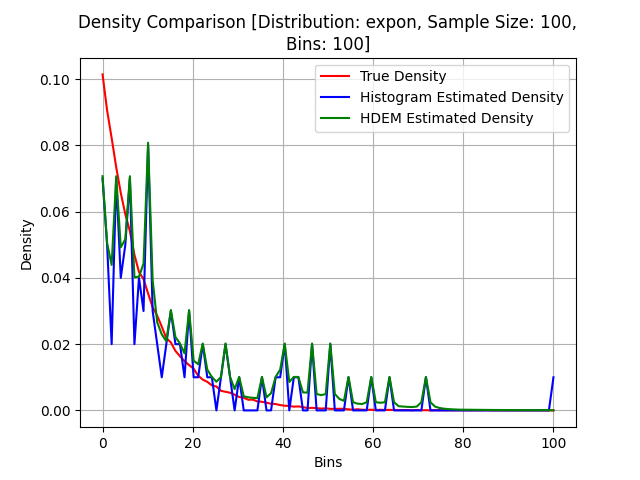 Density Comparison [Distribution: expon, Sample Size: 100,
Bins: 100]
True Density
Histogram Estimated Density
HDEM Estimated Density
Density
0.10
0.08
0.06
0.04
0.02
0.00
0 20 40 60 80 100
Bins